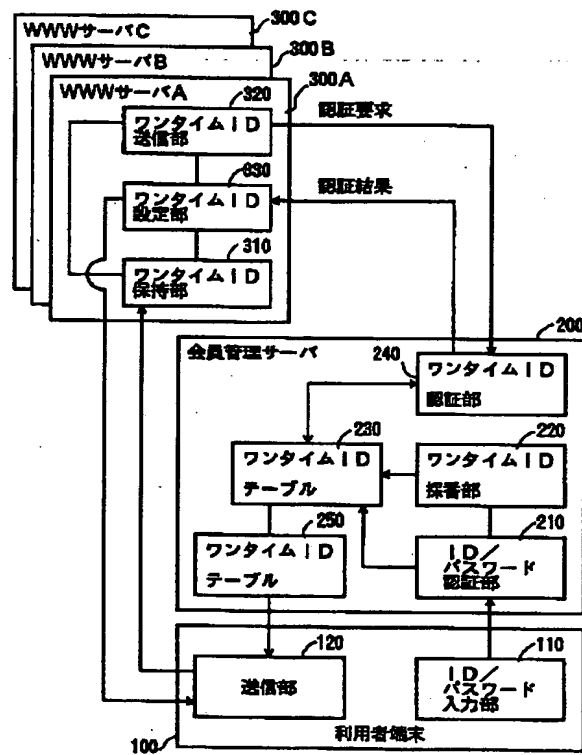 300C
WWWサーバC
300B
WWWサーバB
300A
WWWサーバA
320
ワンタイムID
送信部
認証要求
330
ワンタイムID
設定部
認証結果
310
ワンタイムID
保持部
200
会員管理サーバ
240
ワンタイムID
認証部
230
ワンタイムID
テーブル
220
ワンタイムID
採番部
250
ワンタイムID
テーブル
210
ID/
パスワード
認証部
120
送信部
110
ID/
パスワード
入力部
100
利用者端末